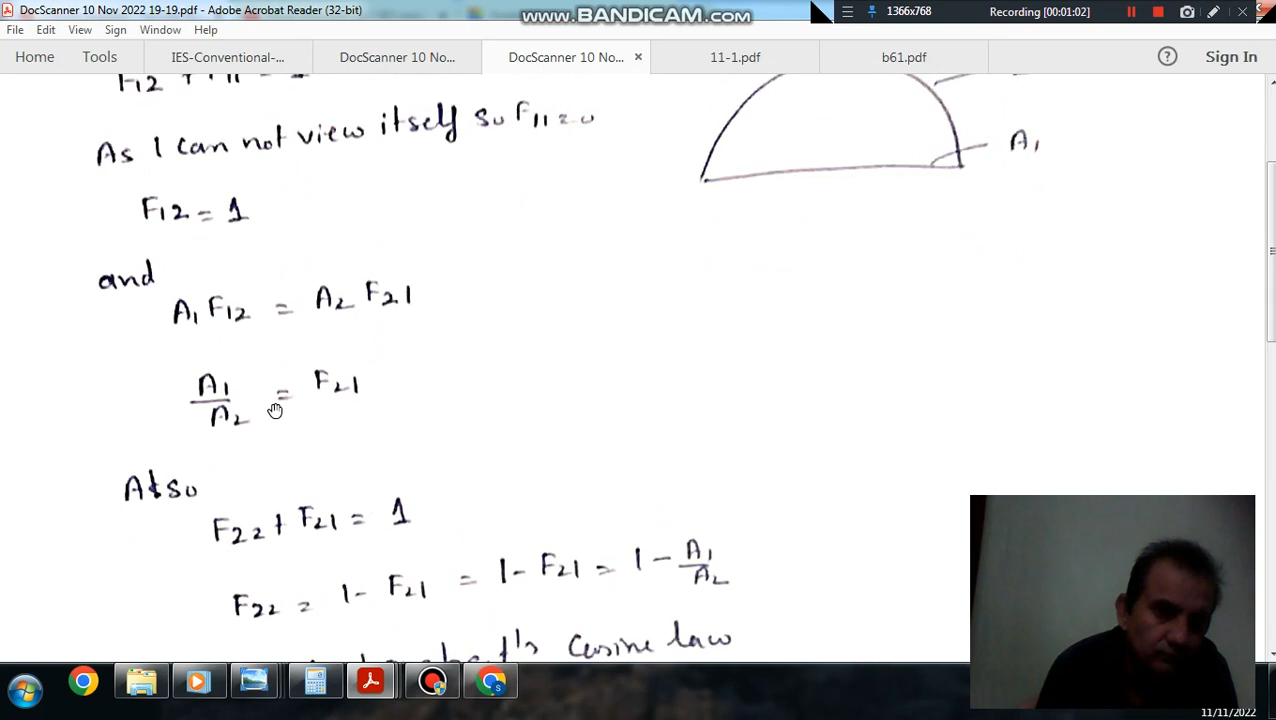 DocScanner 10 Nov 2022 19-19.pdf - Adobe Acrobat Reader (32-bit)
www.BANDICAM.com
1366x768
Recording [00:01:02]
File Edit View Sign Window Help
Home Tools IES-Conventional-... DocScanner 10 No... DocScanner 10 No... × 11-1.pdf b61.pdf ? Sign In
As 1 can not view itself so F11=0
A1
F12 = 1
and
A1 F12 = A2 F21
A1/A2 = F21
Also
F22 + F21 = 1
F22 = 1 - F21 = 1 - F21 = 1 - A1/A2
cosine law
11/11/2022